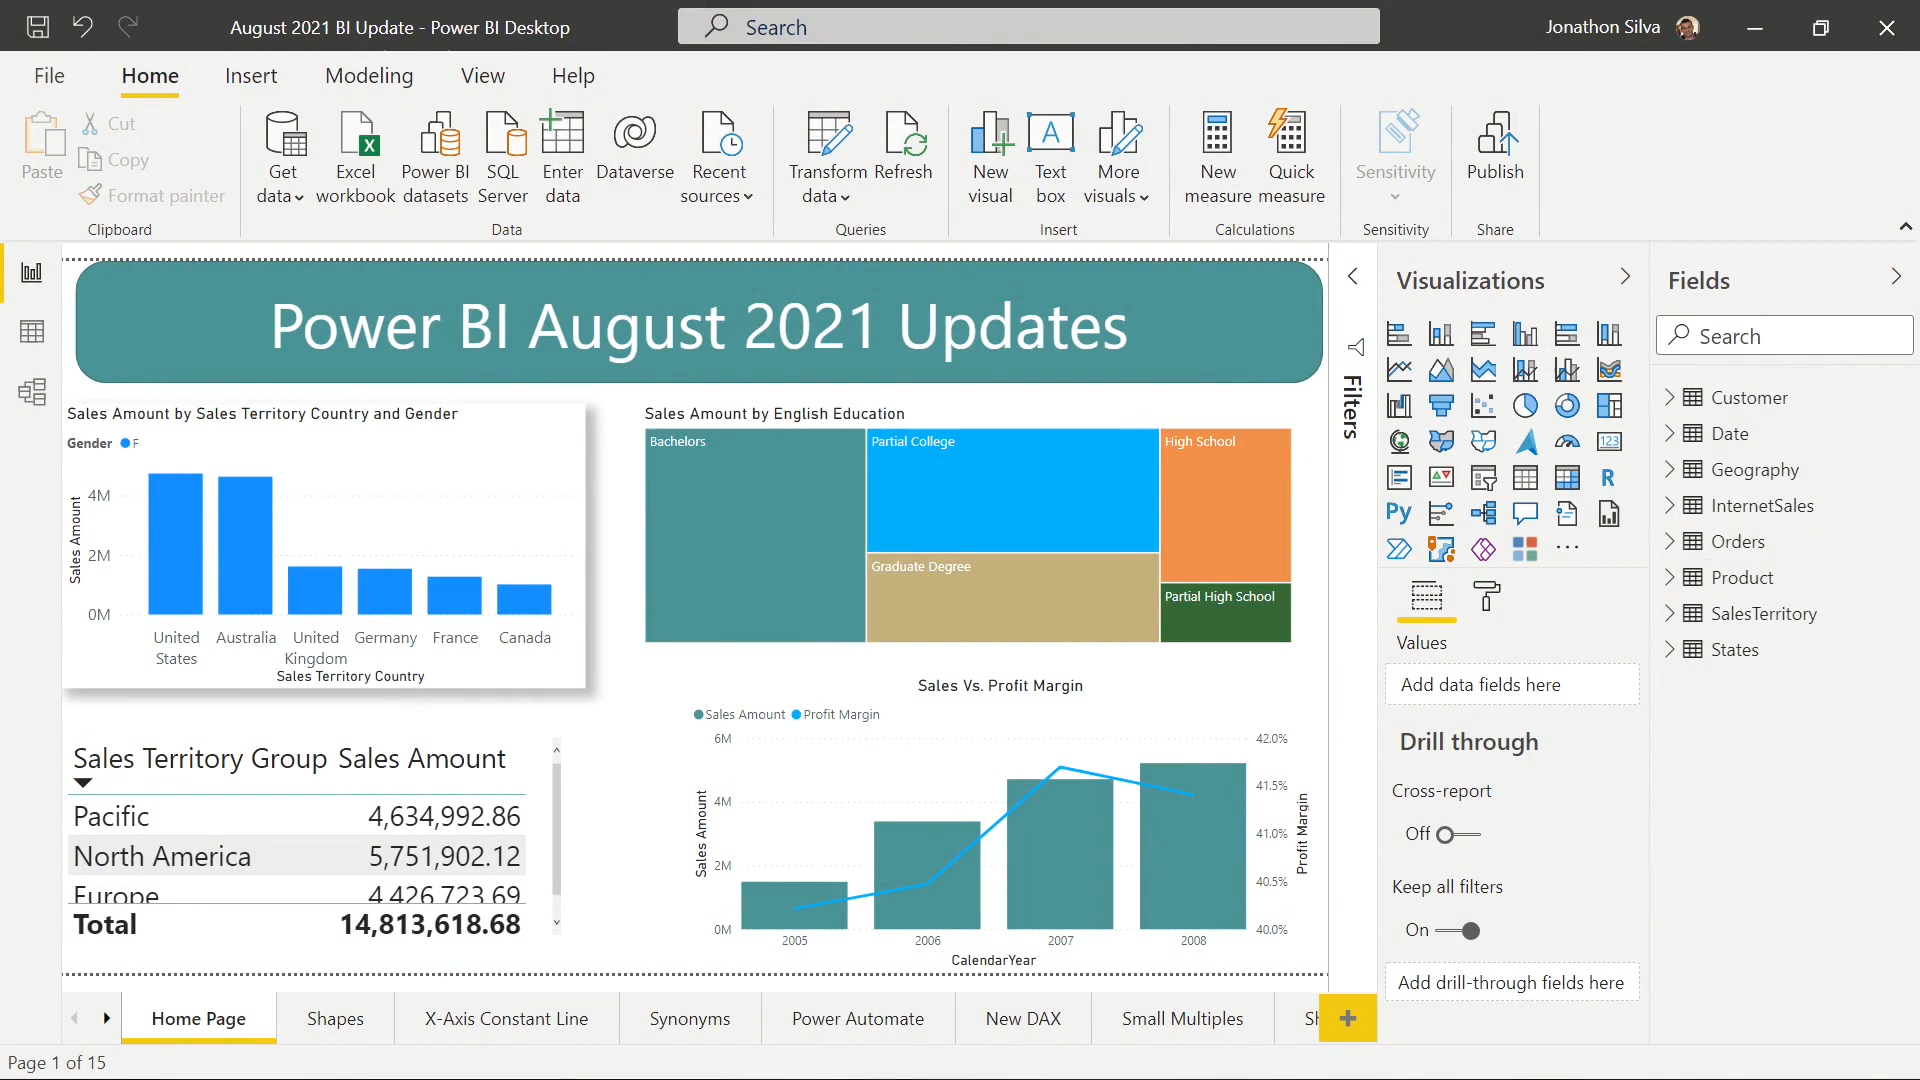 August 2021 BI Update - Power BI Desktop
Search
Jonathon Silva
File
Home
Insert
Modeling
View
Help
Paste
Cut
Copy
Format painter
Clipboard
Get data
Excel workbook
Power BI datasets
SQL Server
Enter data
Dataverse
Recent sources
Data
Transform data
Refresh
Queries
New visual
Text box
More visuals
Insert
New measure
Quick measure
Calculations
Sensitivity
Sensitivity
Publish
Share
Power BI August 2021 Updates
Sales Amount by Sales Territory Country and Gender
Gender F
Sales Amount
4M
2M
0M
United States
Australia
United Kingdom
Germany
France
Canada
Sales Territory Country
Sales Amount by English Education
Bachelors
Partial College
High School
Graduate Degree
Partial High School
Sales Territory Group Sales Amount
Pacific 4,634,992.86
North America 5,751,902.12
Europe 4,426,723.69
Total 14,813,618.68
Sales Vs. Profit Margin
Sales Amount Profit Margin
Sales Amount
6M
4M
2M
0M
42.0%
41.5%
41.0%
40.5%
40.0%
Profit Margin
2005
2006
2007
2008
CalendarYear
Filters
Visualizations
123
R
Py
Values
Add data fields here
Drill through
Cross-report
Off
Keep all filters
On
Add drill-through fields here
Fields
Search
Customer
Date
Geography
InternetSales
Orders
Product
SalesTerritory
States
Home Page
Shapes
X-Axis Constant Line
Synonyms
Power Automate
New DAX
Small Multiples
Page 1 of 15